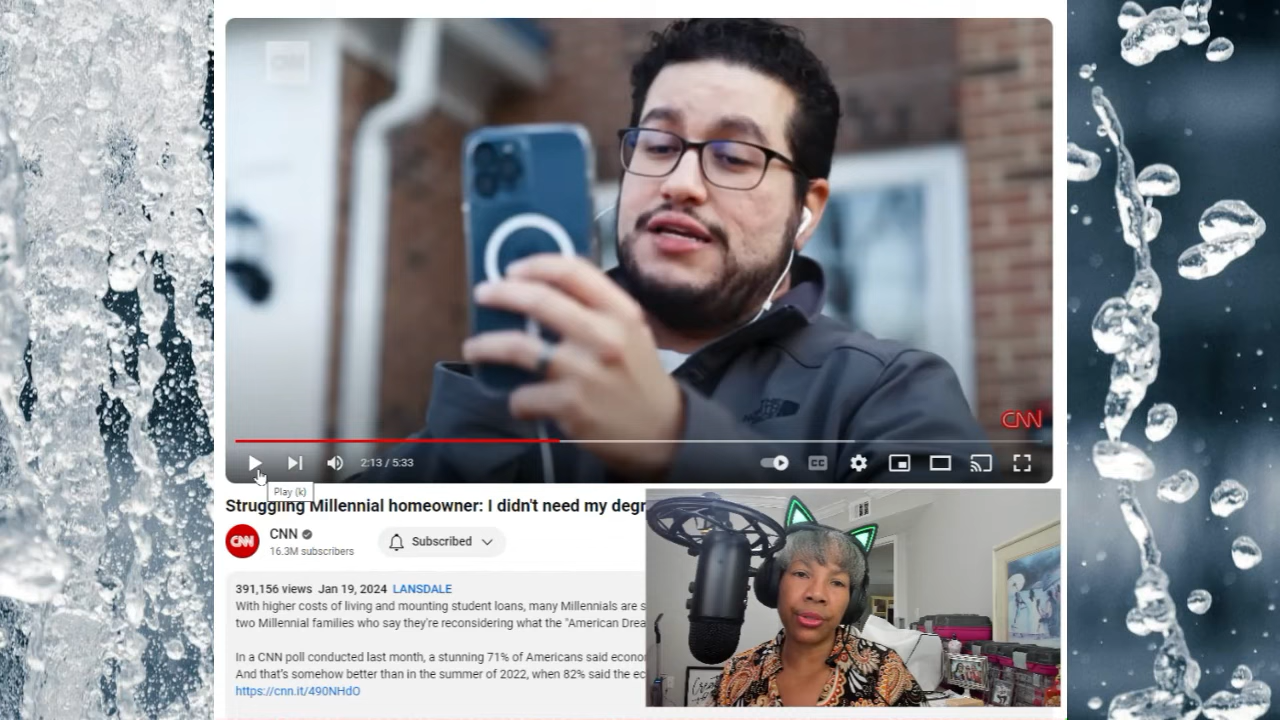 CNN
2:13 / 5:33
CC
Play (k)
Struggling Millennial homeowner: I didn't need my degr
CNN
CNN
16.3M subscribers
Subscribed
391,156 views Jan 19, 2024 LANSDALE
With higher costs of living and mounting student loans, many Millennials are s
two Millennial families who say they're reconsidering what the "American Drea
In a CNN poll conducted last month, a stunning 71% of Americans said econo
And that's somehow better than in the summer of 2022, when 82% said the ec
https://cnn.it/490NHdO